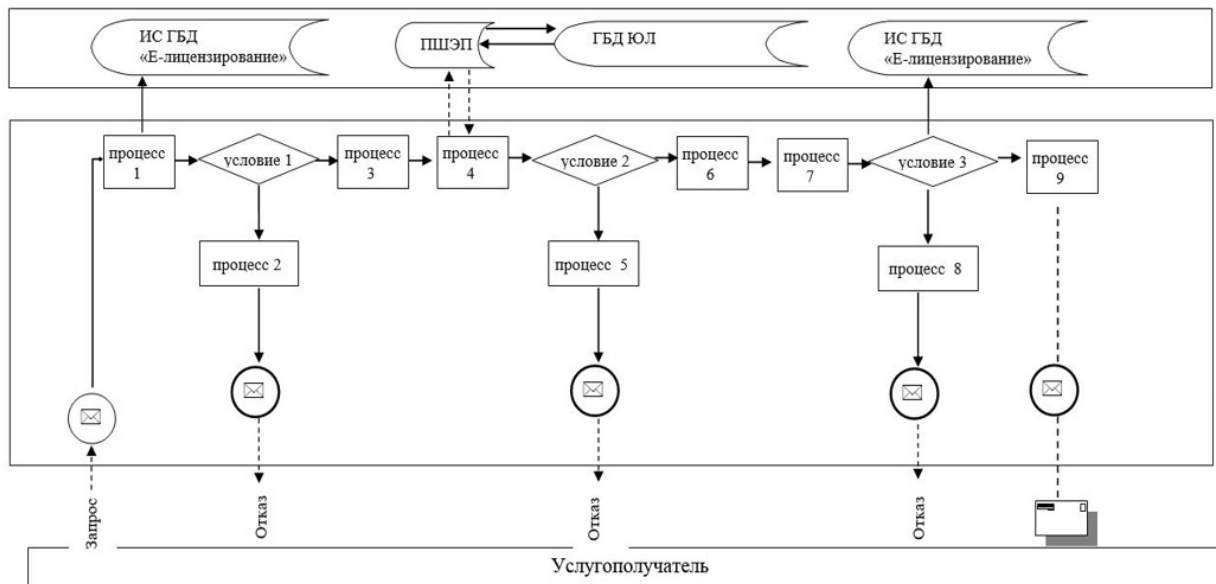 ИС ГБД
«Е-лицензирование»
ПШЭП
ГБД ЮЛ
ИС ГБД
«Е-лицензирование»
процесс
1
условие 1
процесс
3
процесс
4
условие 2
процесс
6
процесс
7
условие 3
процесс
9
процесс 2
процесс 5
процесс 8
Запрос
Отказ
Отказ
Отказ
Услугополучатель